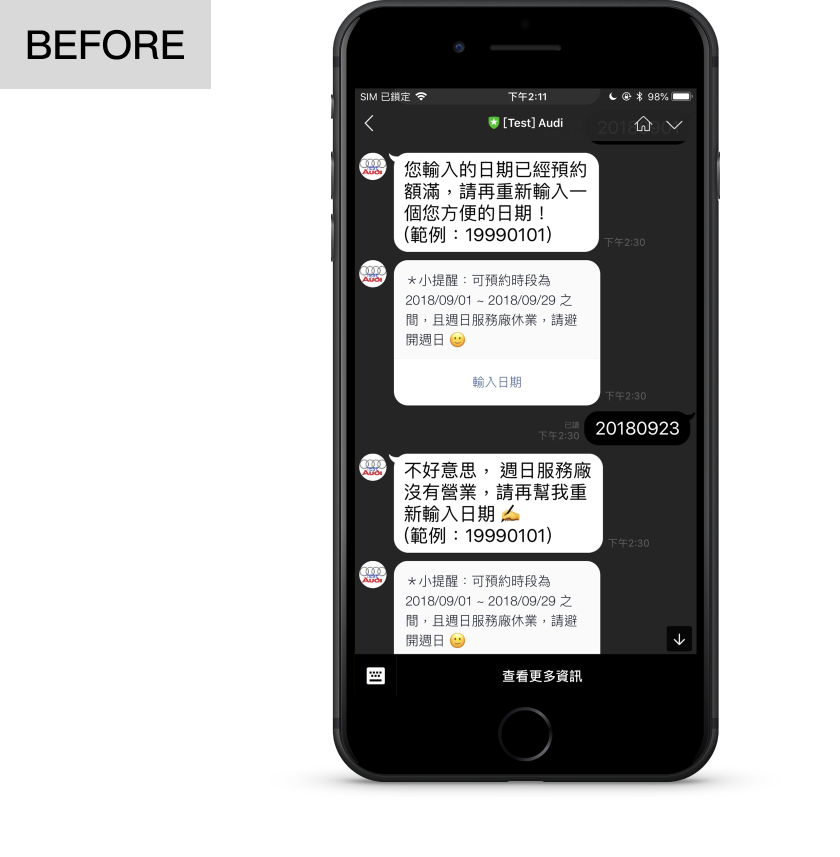 BEFORE
SIM 已鎖定 下午2:11 98%
[Test] Audi
Audi
您輸入的日期已經預約
額滿，請再重新輸入一
個您方便的日期！
(範例：19990101)
下午2:30
Audi
＊小提醒：可預約時段為
2018/09/01 ~ 2018/09/29 之
間，且週日服務廠休業，請避
開週日 🙂
輸入日期
下午2:30
已讀
下午2:30
20180923
Audi
不好意思， 週日服務廠
沒有營業，請再幫我重
新輸入日期 ✍️
(範例：19990101)
下午2:30
Audi
＊小提醒：可預約時段為
2018/09/01 ~ 2018/09/29 之
間，且週日服務廠休業，請避
開週日 🙂
查看更多資訊